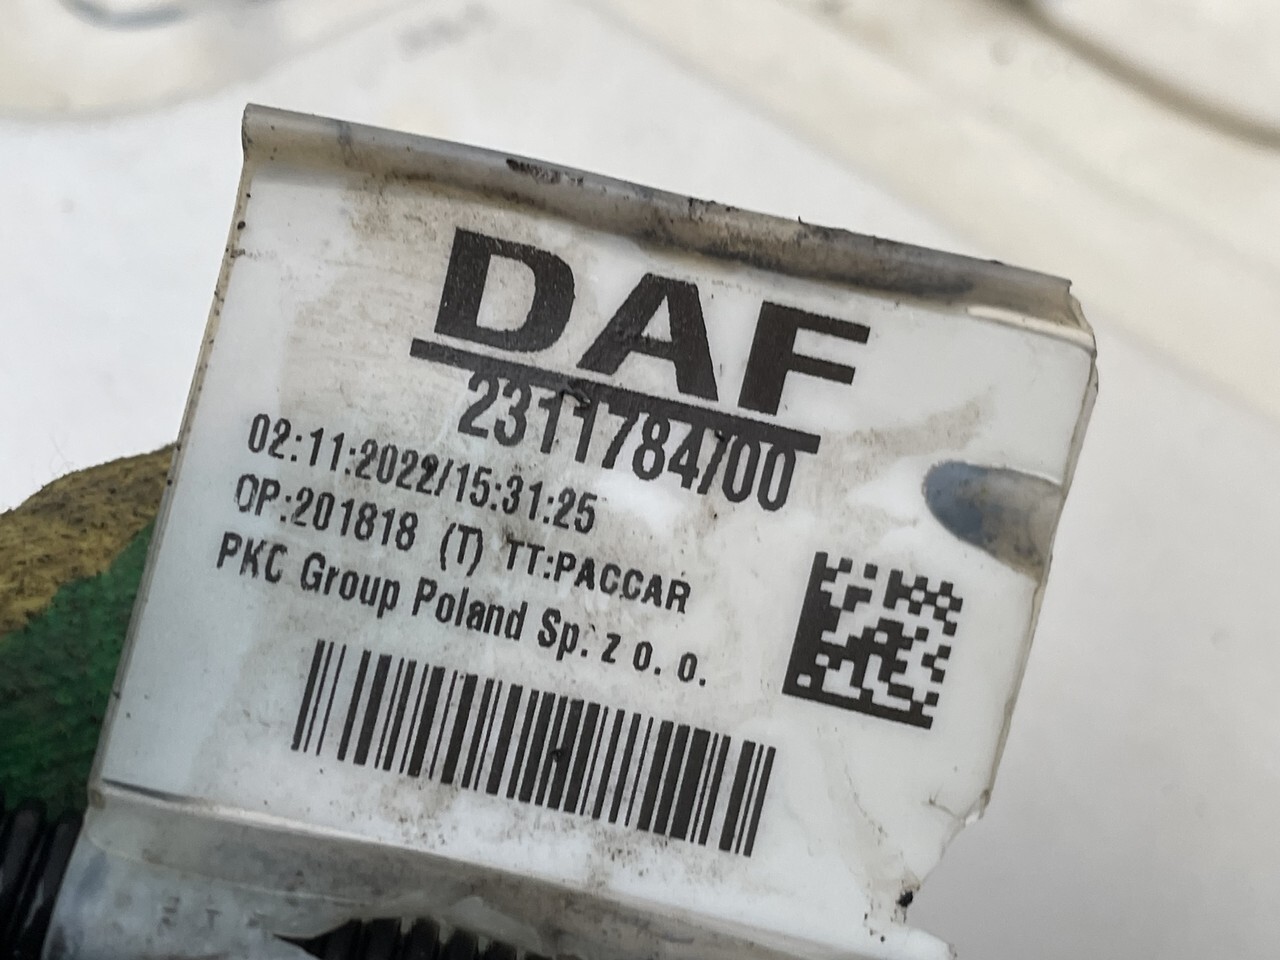 DAF
2311784/00
02:11:2022/15:31:25
OP:201818 (T) TT:PACCAR
PKC Group Poland Sp. z o. o.